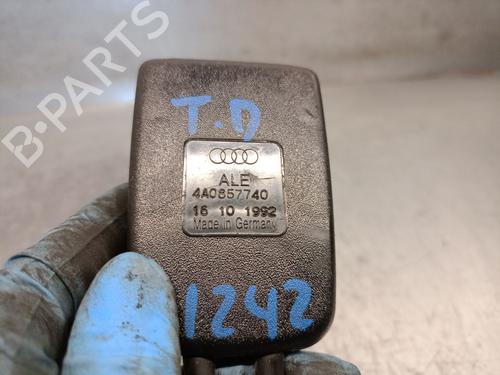 B-PARTS
T.D
ALE
4A0857740
16 10 1992
Made in Germany
1242